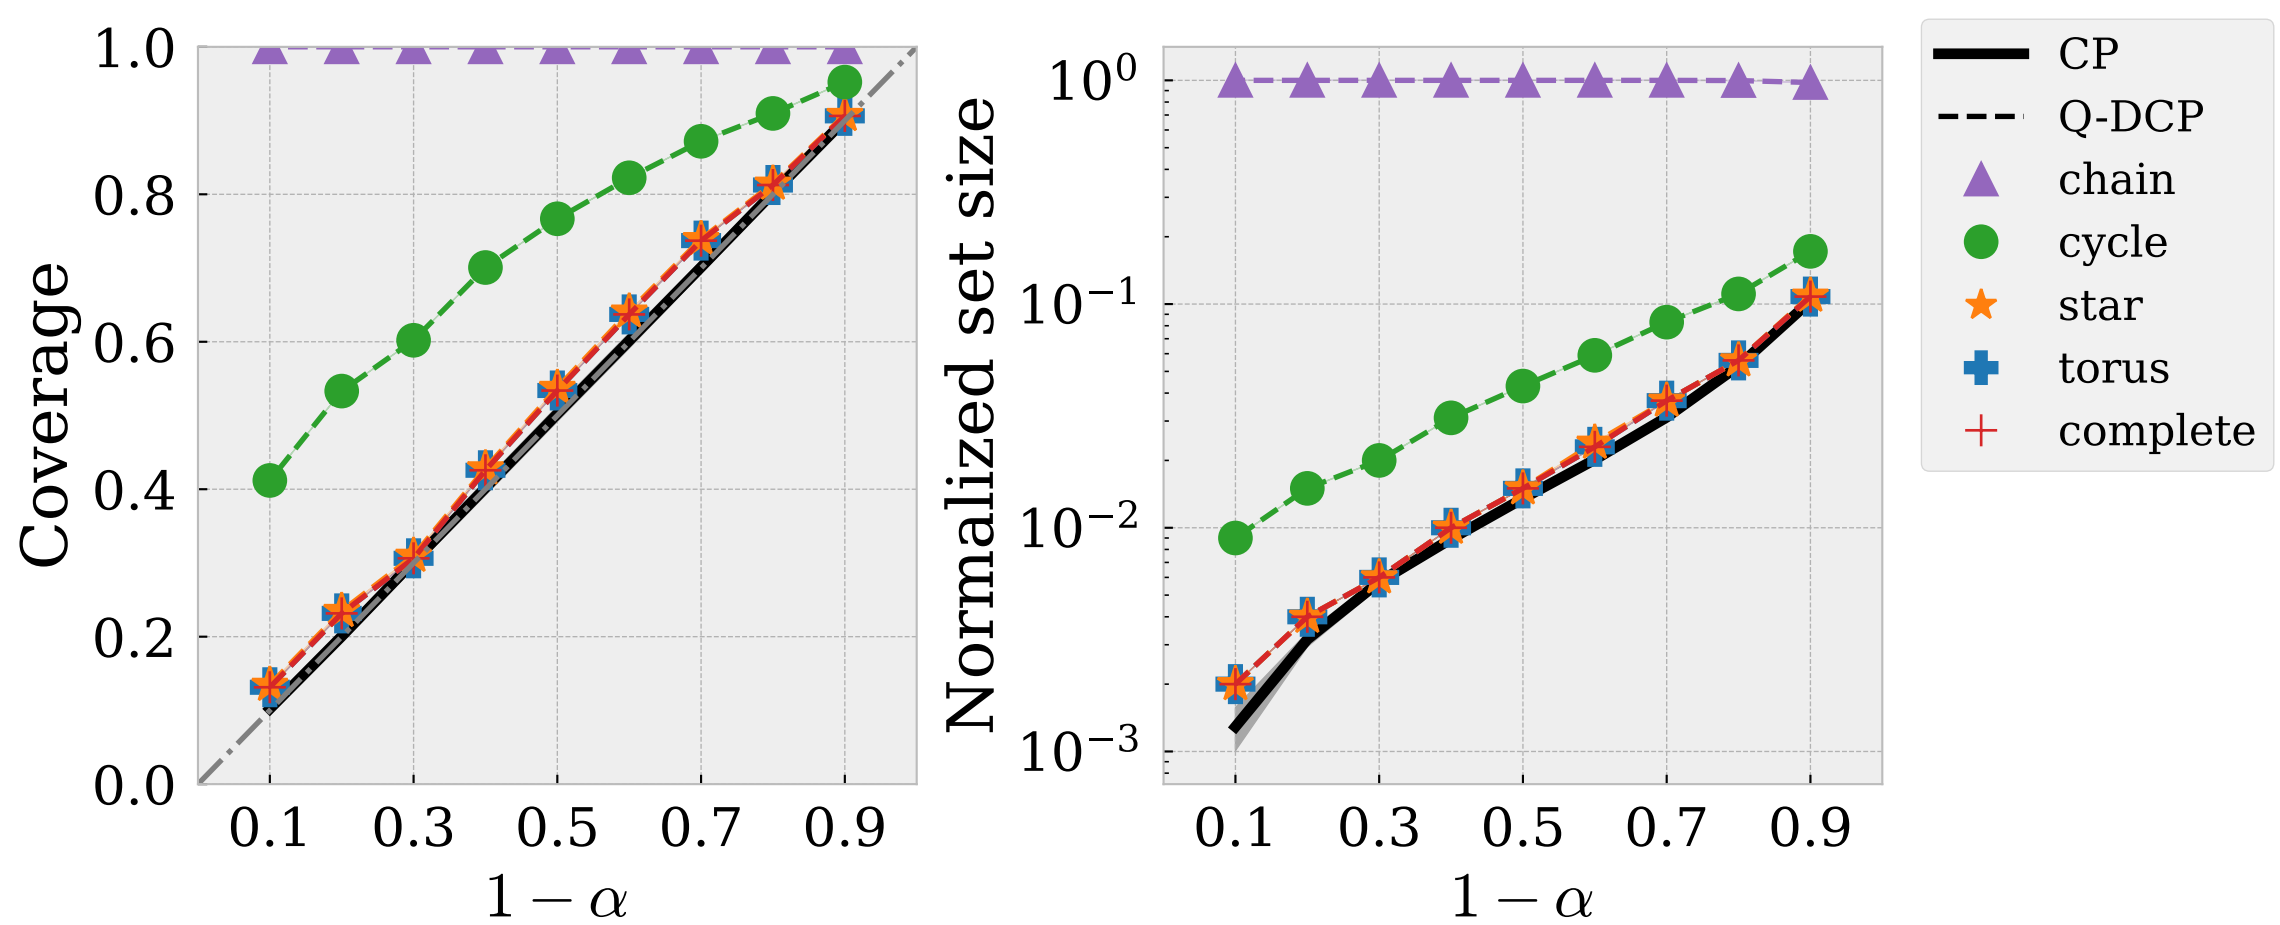 Coverage
1.0
0.8
0.6
0.4
0.2
0.0
0.1 0.3 0.5 0.7 0.9
1 − α
Normalized set size
10⁰
10⁻¹
10⁻²
10⁻³
0.1 0.3 0.5 0.7 0.9
1 − α
CP
Q-DCP
chain
cycle
star
torus
complete